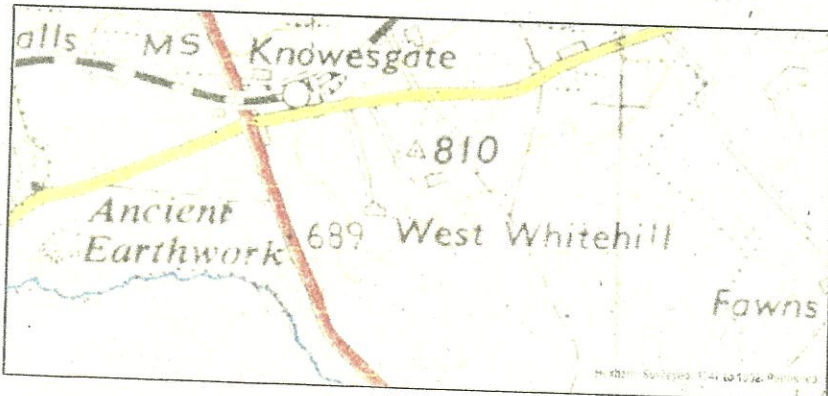 alls MS Knowesgate
810
Ancient
Earthwork
689 West Whitehill
Fawns